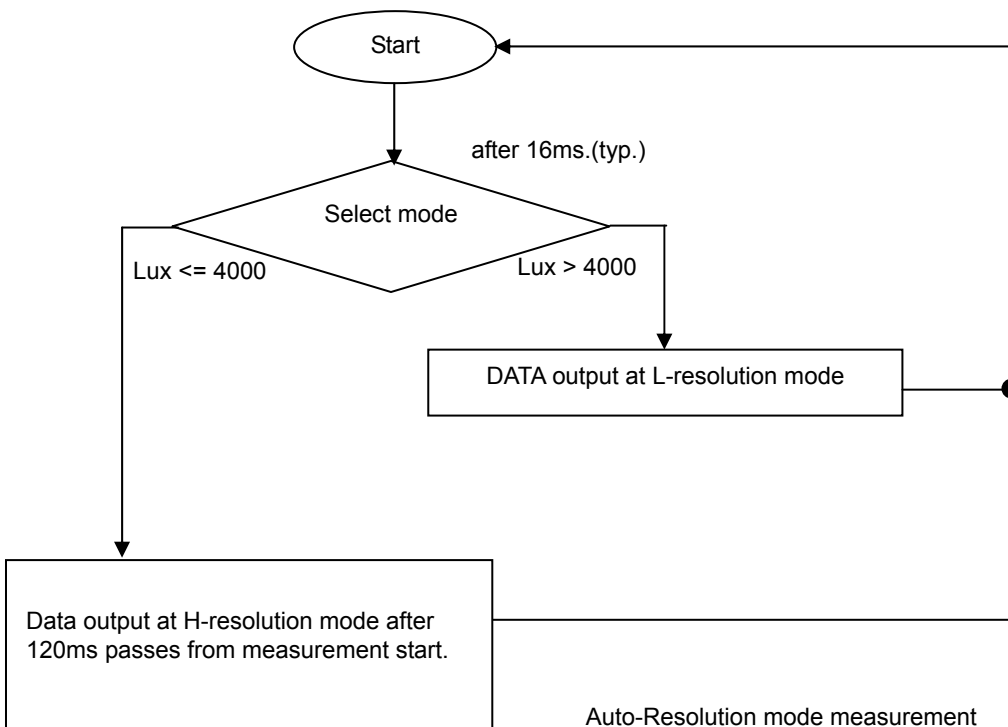 Start
after 16ms.(typ.)
Select mode
Lux <= 4000
Lux > 4000
DATA output at L-resolution mode
Data output at H-resolution mode after
120ms passes from measurement start.
Auto-Resolution mode measurement